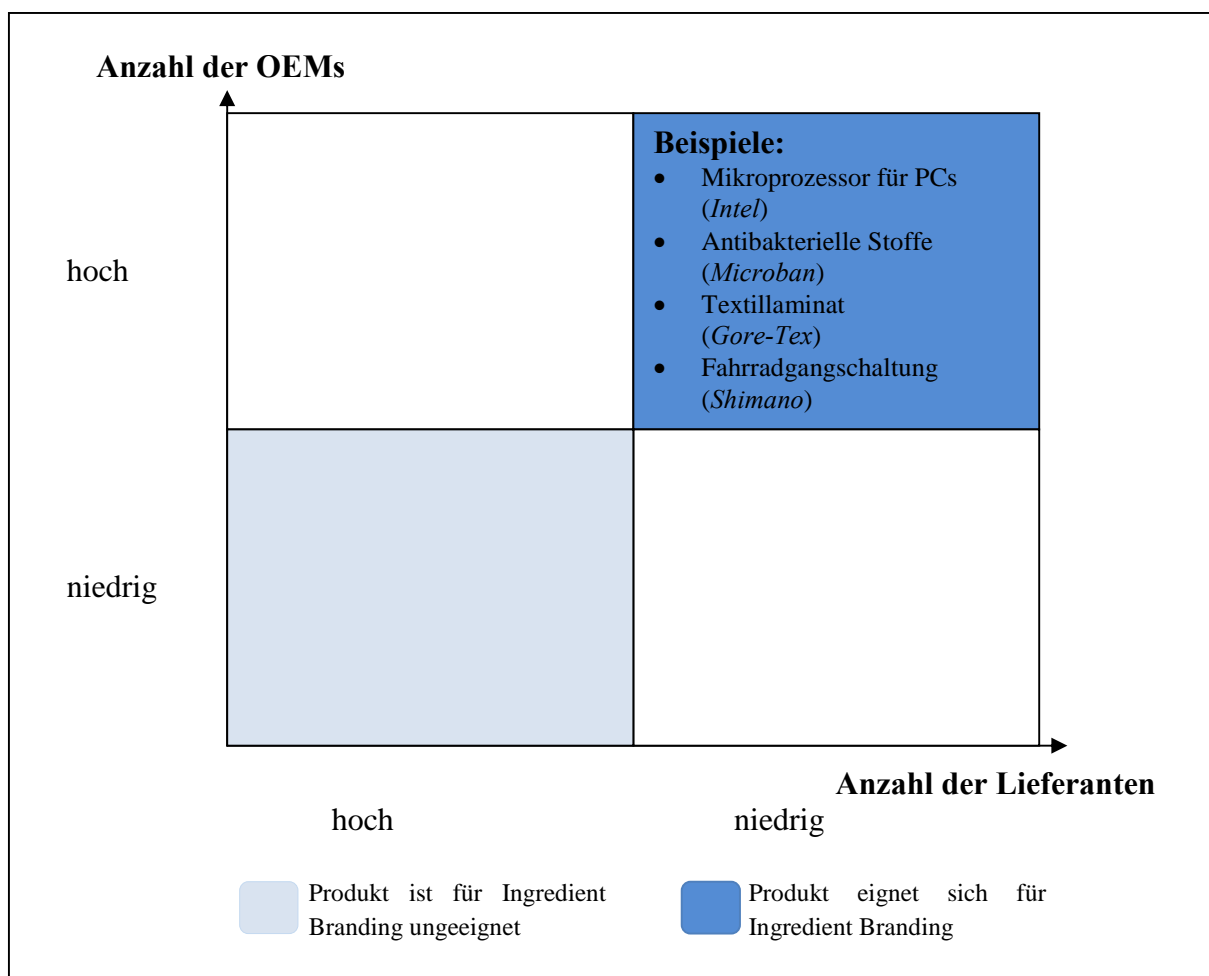 Anzahl der OEMs
Beispiele:
• Mikroprozessor für PCs
(Intel)
• Antibakterielle Stoffe
(Microban)
• Textillaminat
(Gore-Tex)
• Fahrradgangschaltung
(Shimano)
hoch
niedrig
Anzahl der Lieferanten
hoch
niedrig
Produkt ist für Ingredient
Branding ungeeignet
Produkt eignet sich für
Ingredient Branding